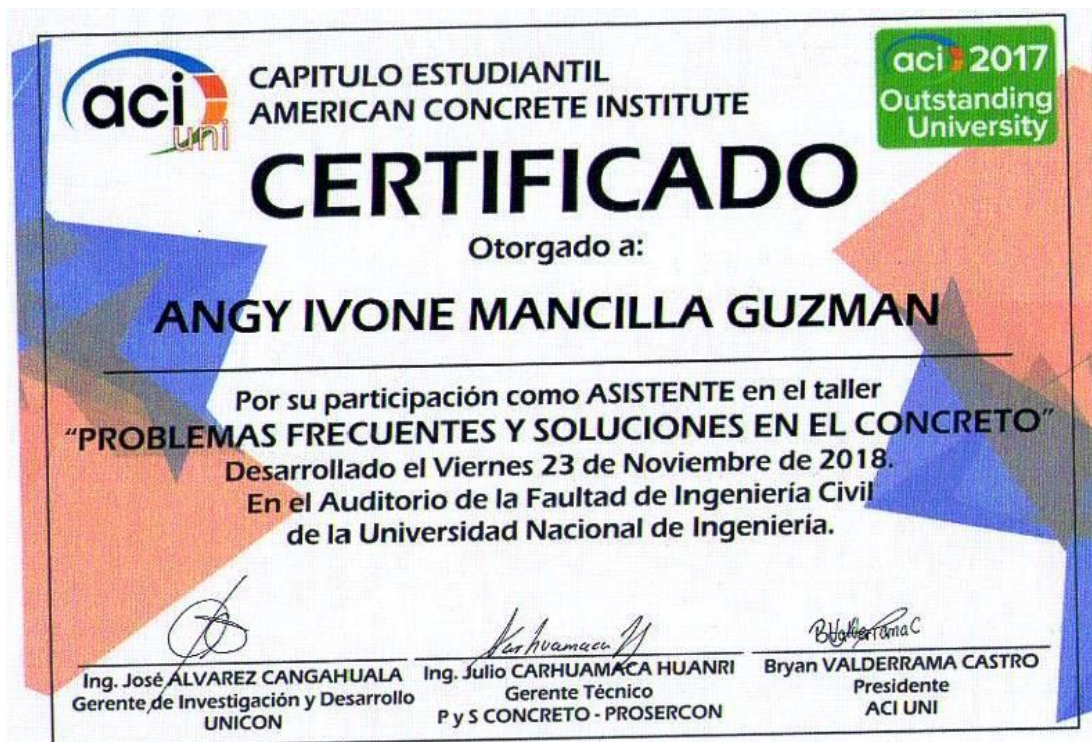 aci uni
CAPITULO ESTUDIANTIL
AMERICAN CONCRETE INSTITUTE
aci 2017
Outstanding
University
CERTIFICADO
Otorgado a:
ANGY IVONE MANCILLA GUZMAN
Por su participación como ASISTENTE en el taller
“PROBLEMAS FRECUENTES Y SOLUCIONES EN EL CONCRETO”
Desarrollado el Viernes 23 de Noviembre de 2018.
En el Auditorio de la Faultad de Ingeniería Civil
de la Universidad Nacional de Ingeniería.
Ing. José ALVAREZ CANGAHUALA
Gerente de Investigación y Desarrollo
UNICON
Ing. Julio CARHUAMACA HUANRI
Gerente Técnico
P y S CONCRETO - PROSERCON
Bryan VALDERRAMA CASTRO
Presidente
ACI UNI